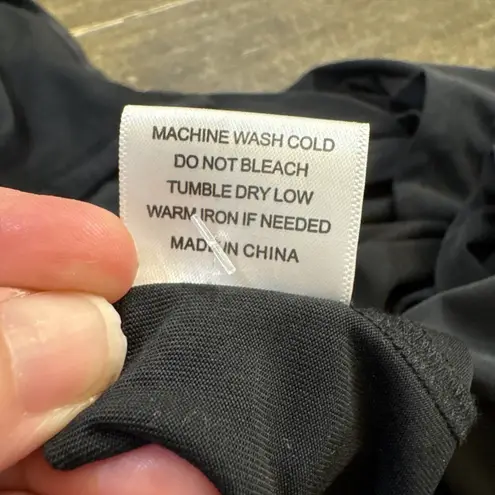 MACHINE WASH COLD
DO NOT BLEACH
TUMBLE DRY LOW
WARM IRON IF NEEDED
MADE IN CHINA